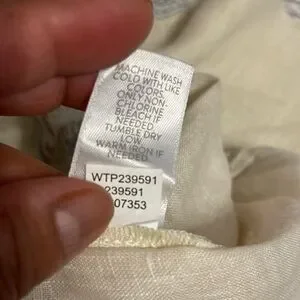 MACHINE WASH
COLD WITH LIKE
COLORS
ONLY NON-
CHLORINE
BLEACH IF
NEEDED
TUMBLE DRY
LOW
WARM IRON IF
NEEDED
WTP239591
239591
07353